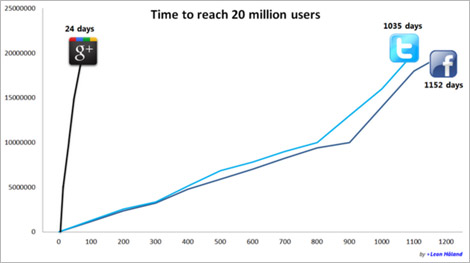 Time to reach 20 million users
24 days
1035 days
g+
t
f
1152 days
25000000
20000000
15000000
10000000
5000000
0
0 100 200 300 400 500 600 700 800 900 1000 1100 1200
by +Leon Håland